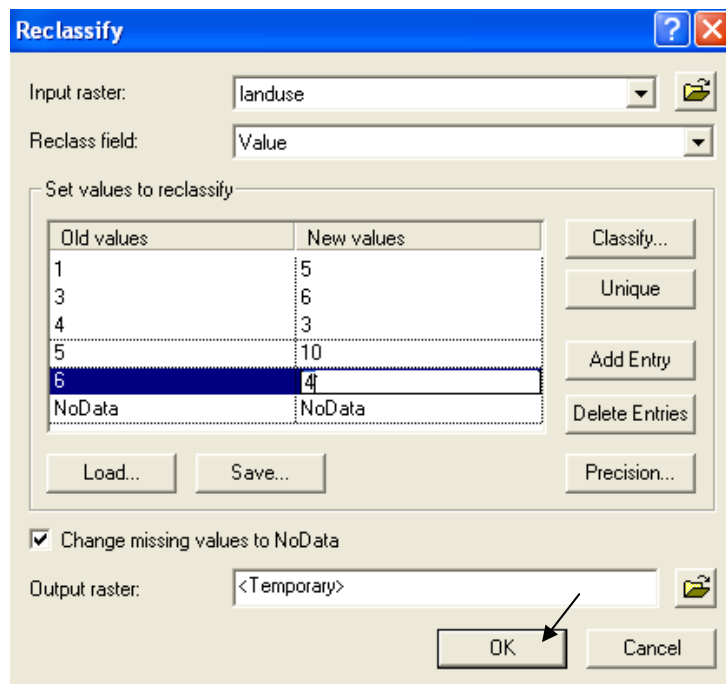 Reclassify
Input raster: landuse
Reclass field: Value
Set values to reclassify
Old values New values Classify...
1 5
3 6 Unique
4 3
5 10 Add Entry
6 4
NoData NoData Delete Entries
Load... Save... Precision...
Change missing values to NoData
Output raster: <Temporary>
OK Cancel